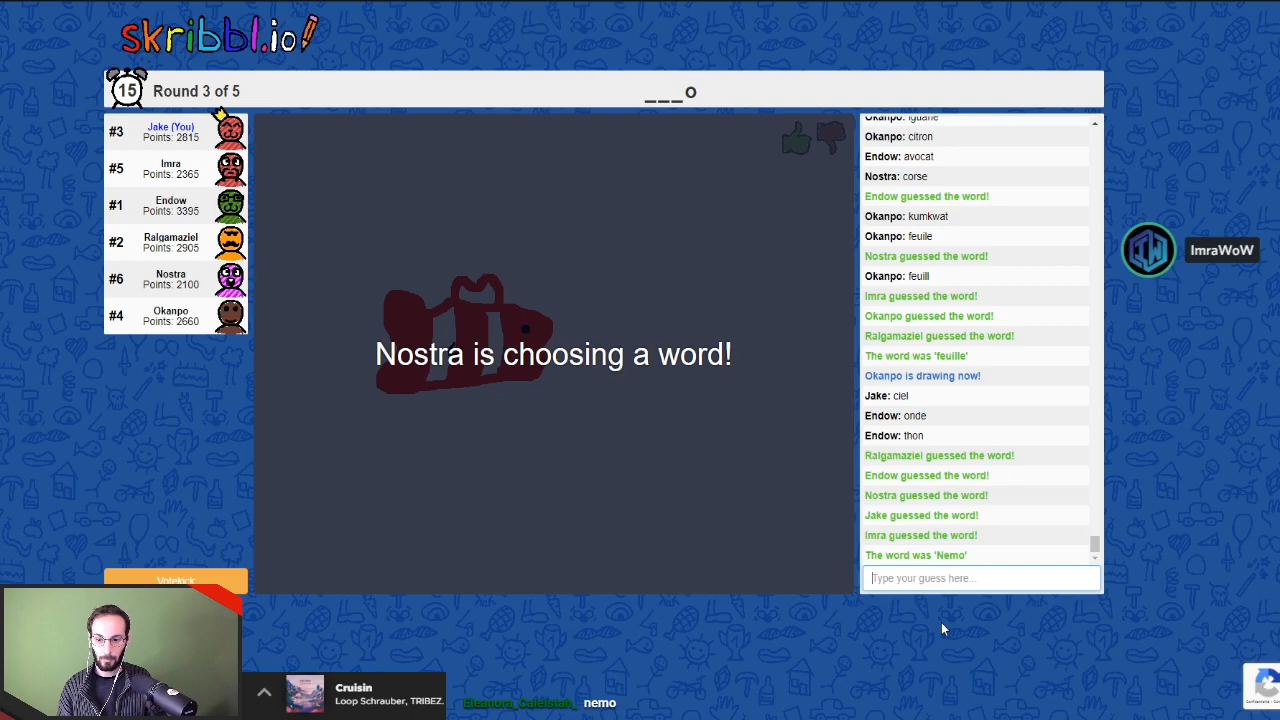 skribbl.io
15
Round 3 of 5
___o
#3
Jake (You)
Points: 2815
#5
Imra
Points: 2365
#1
Endow
Points: 3395
#2
Ralgamaziel
Points: 2905
#6
Nostra
Points: 2100
#4
Okanpo
Points: 2660
Nostra is choosing a word!
Okanpo: iguane
Okanpo: citron
Endow: avocat
Nostra: corse
Endow guessed the word!
Okanpo: kumkwat
Okanpo: feuile
Nostra guessed the word!
Okanpo: feuill
Imra guessed the word!
Okanpo guessed the word!
Ralgamaziel guessed the word!
The word was 'feuille'
Okanpo is drawing now!
Jake: ciel
Endow: onde
Endow: thon
Ralgamaziel guessed the word!
Endow guessed the word!
Nostra guessed the word!
Jake guessed the word!
Imra guessed the word!
The word was 'Nemo'
Type your guess here...
ImraWoW
Votekick
Cruisin
Loop Schrauber, TRIBEZ.
nemo